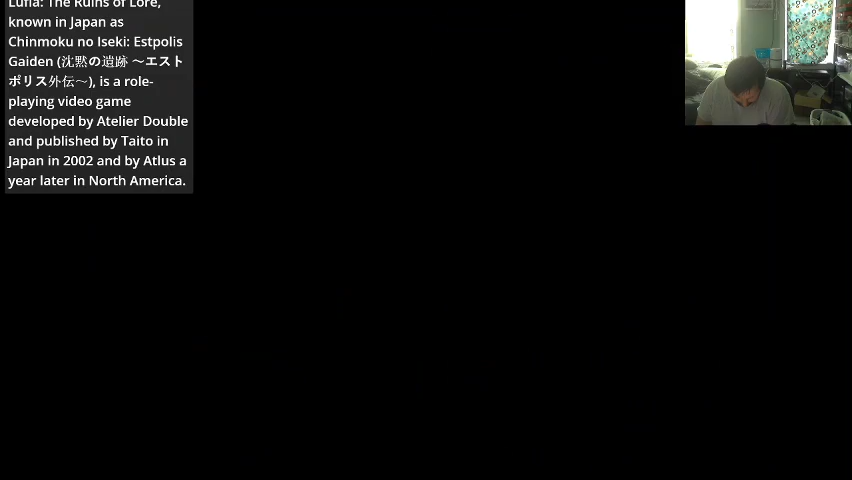 Lufia: The Ruins of Lore,
known in Japan as
Chinmoku no Iseki: Estpolis
Gaiden (沈黙の遺跡 〜エスト
ポリス外伝〜), is a role-
playing video game
developed by Atelier Double
and published by Taito in
Japan in 2002 and by Atlus a
year later in North America.